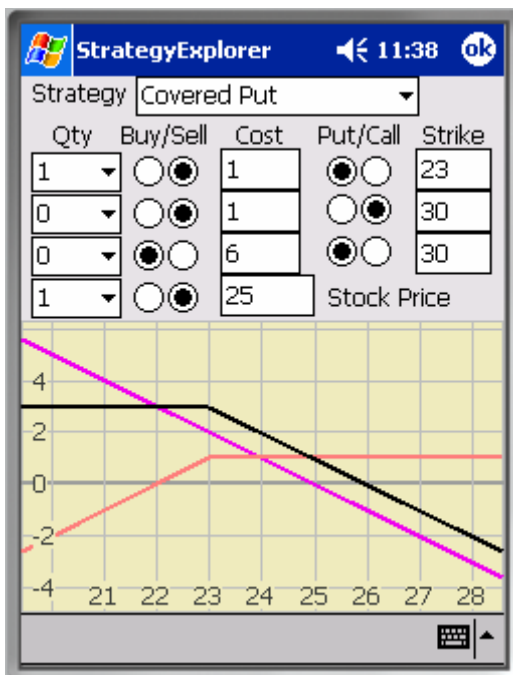 StrategyExplorer 11:38 ok
Strategy Covered Put
Qty Buy/Sell Cost Put/Call Strike
1 1 23
0 1 30
0 6 30
1 25 Stock Price
4
2
0
-2
-4
21 22 23 24 25 26 27 28